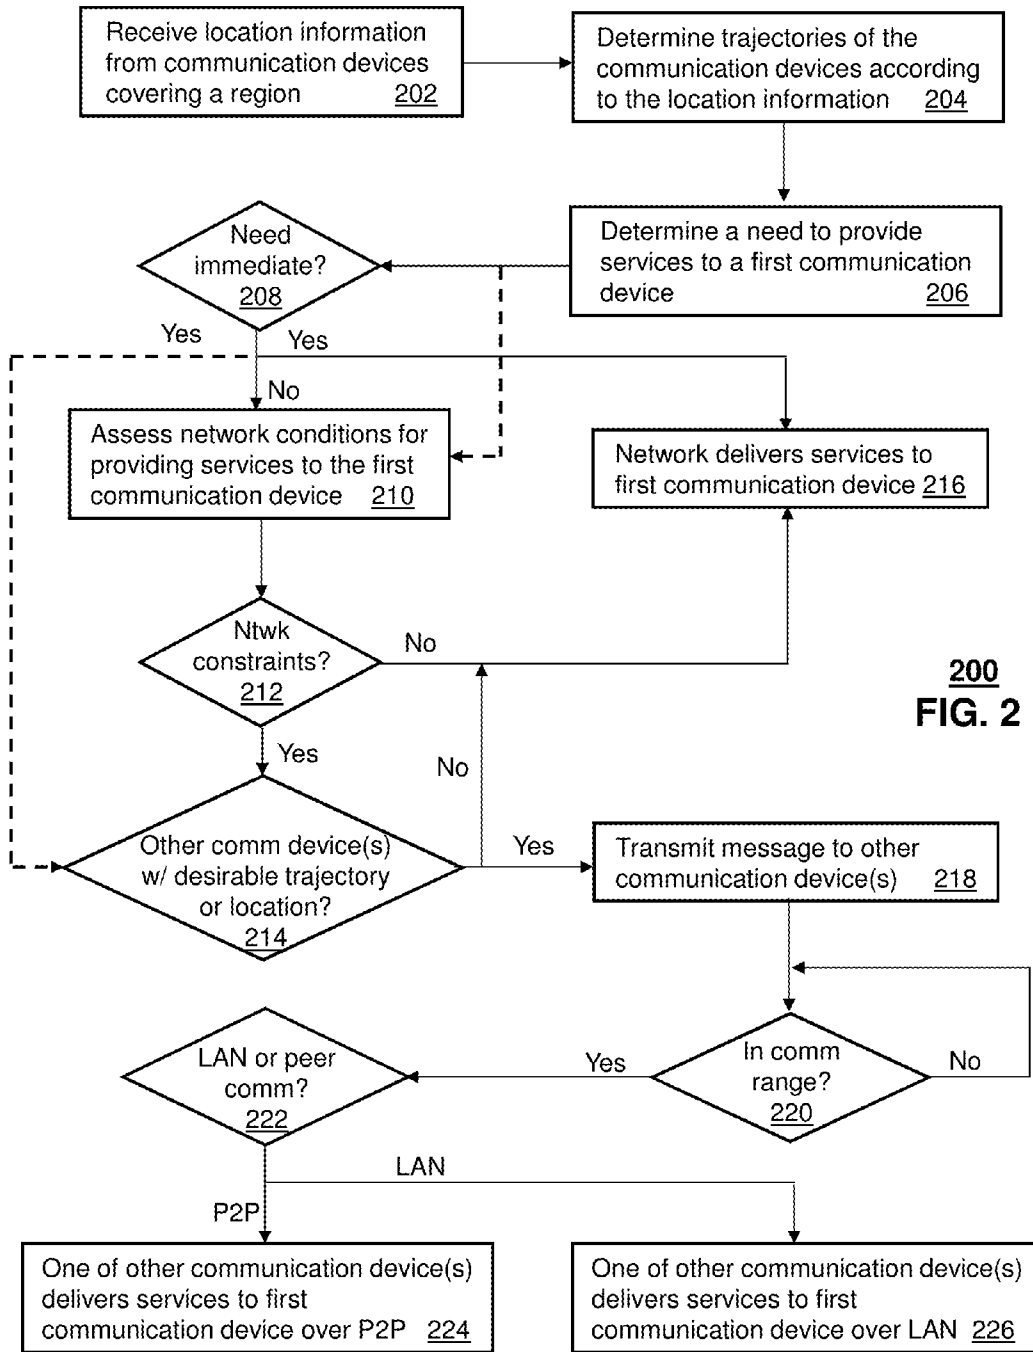 Receive location information
from communication devices
covering a region 202
Determine trajectories of the
communication devices according
to the location information 204
Need
immediate?
208
Determine a need to provide
services to a first communication
device 206
Yes
Yes
No
Assess network conditions for
providing services to the first
communication device 210
Network delivers services to
first communication device 216
Ntwk
constraints?
212
No
200
FIG. 2
Yes
No
Other comm device(s)
w/ desirable trajectory
or location?
214
Yes
Transmit message to other
communication device(s) 218
LAN or peer
comm?
222
Yes
In comm
range?
220
No
LAN
P2P
One of other communication device(s)
delivers services to first
communication device over P2P 224
One of other communication device(s)
delivers services to first
communication device over LAN 226